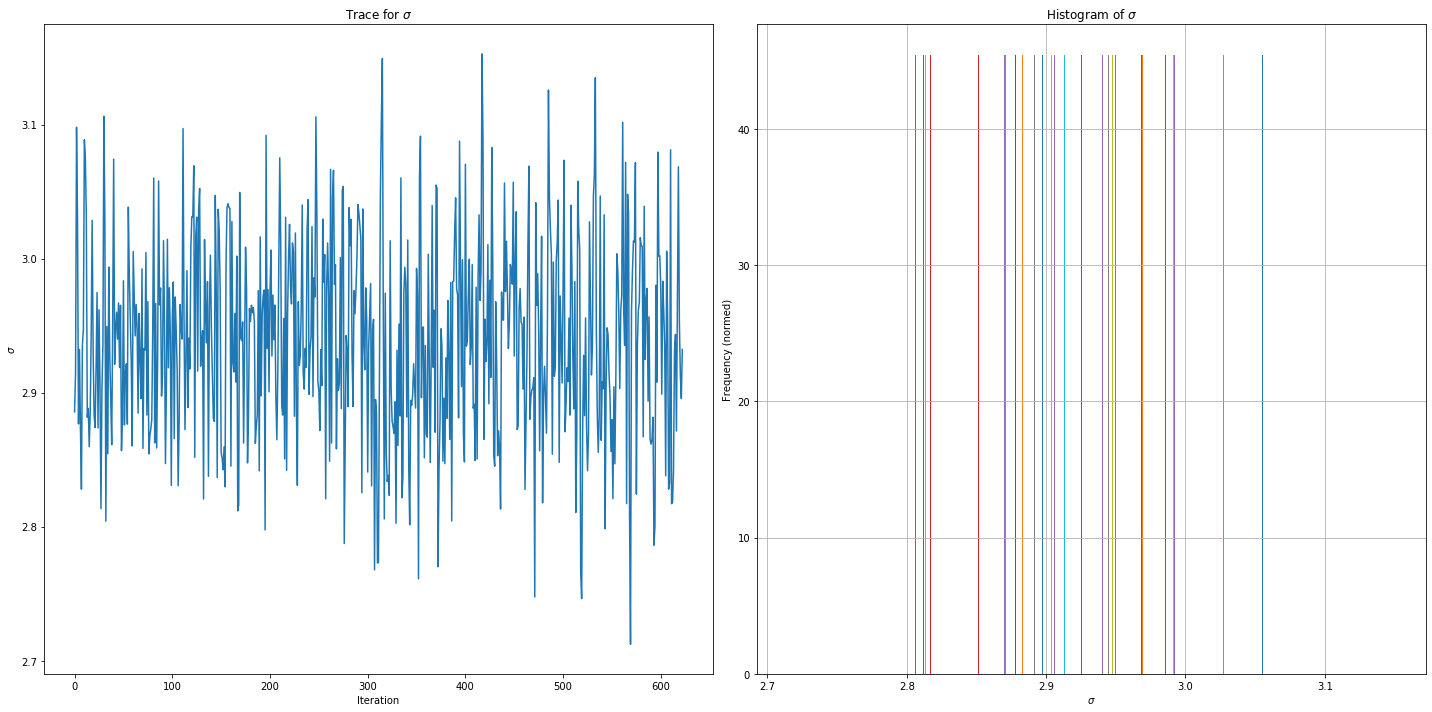 Trace for σ
σ
3.1
3.0
2.9
2.8
2.7
0 100 200 300 400 500 600
Iteration
Histogram of σ
Frequency (normed)
40
30
20
10
0
2.7 2.8 2.9 3.0 3.1
σ